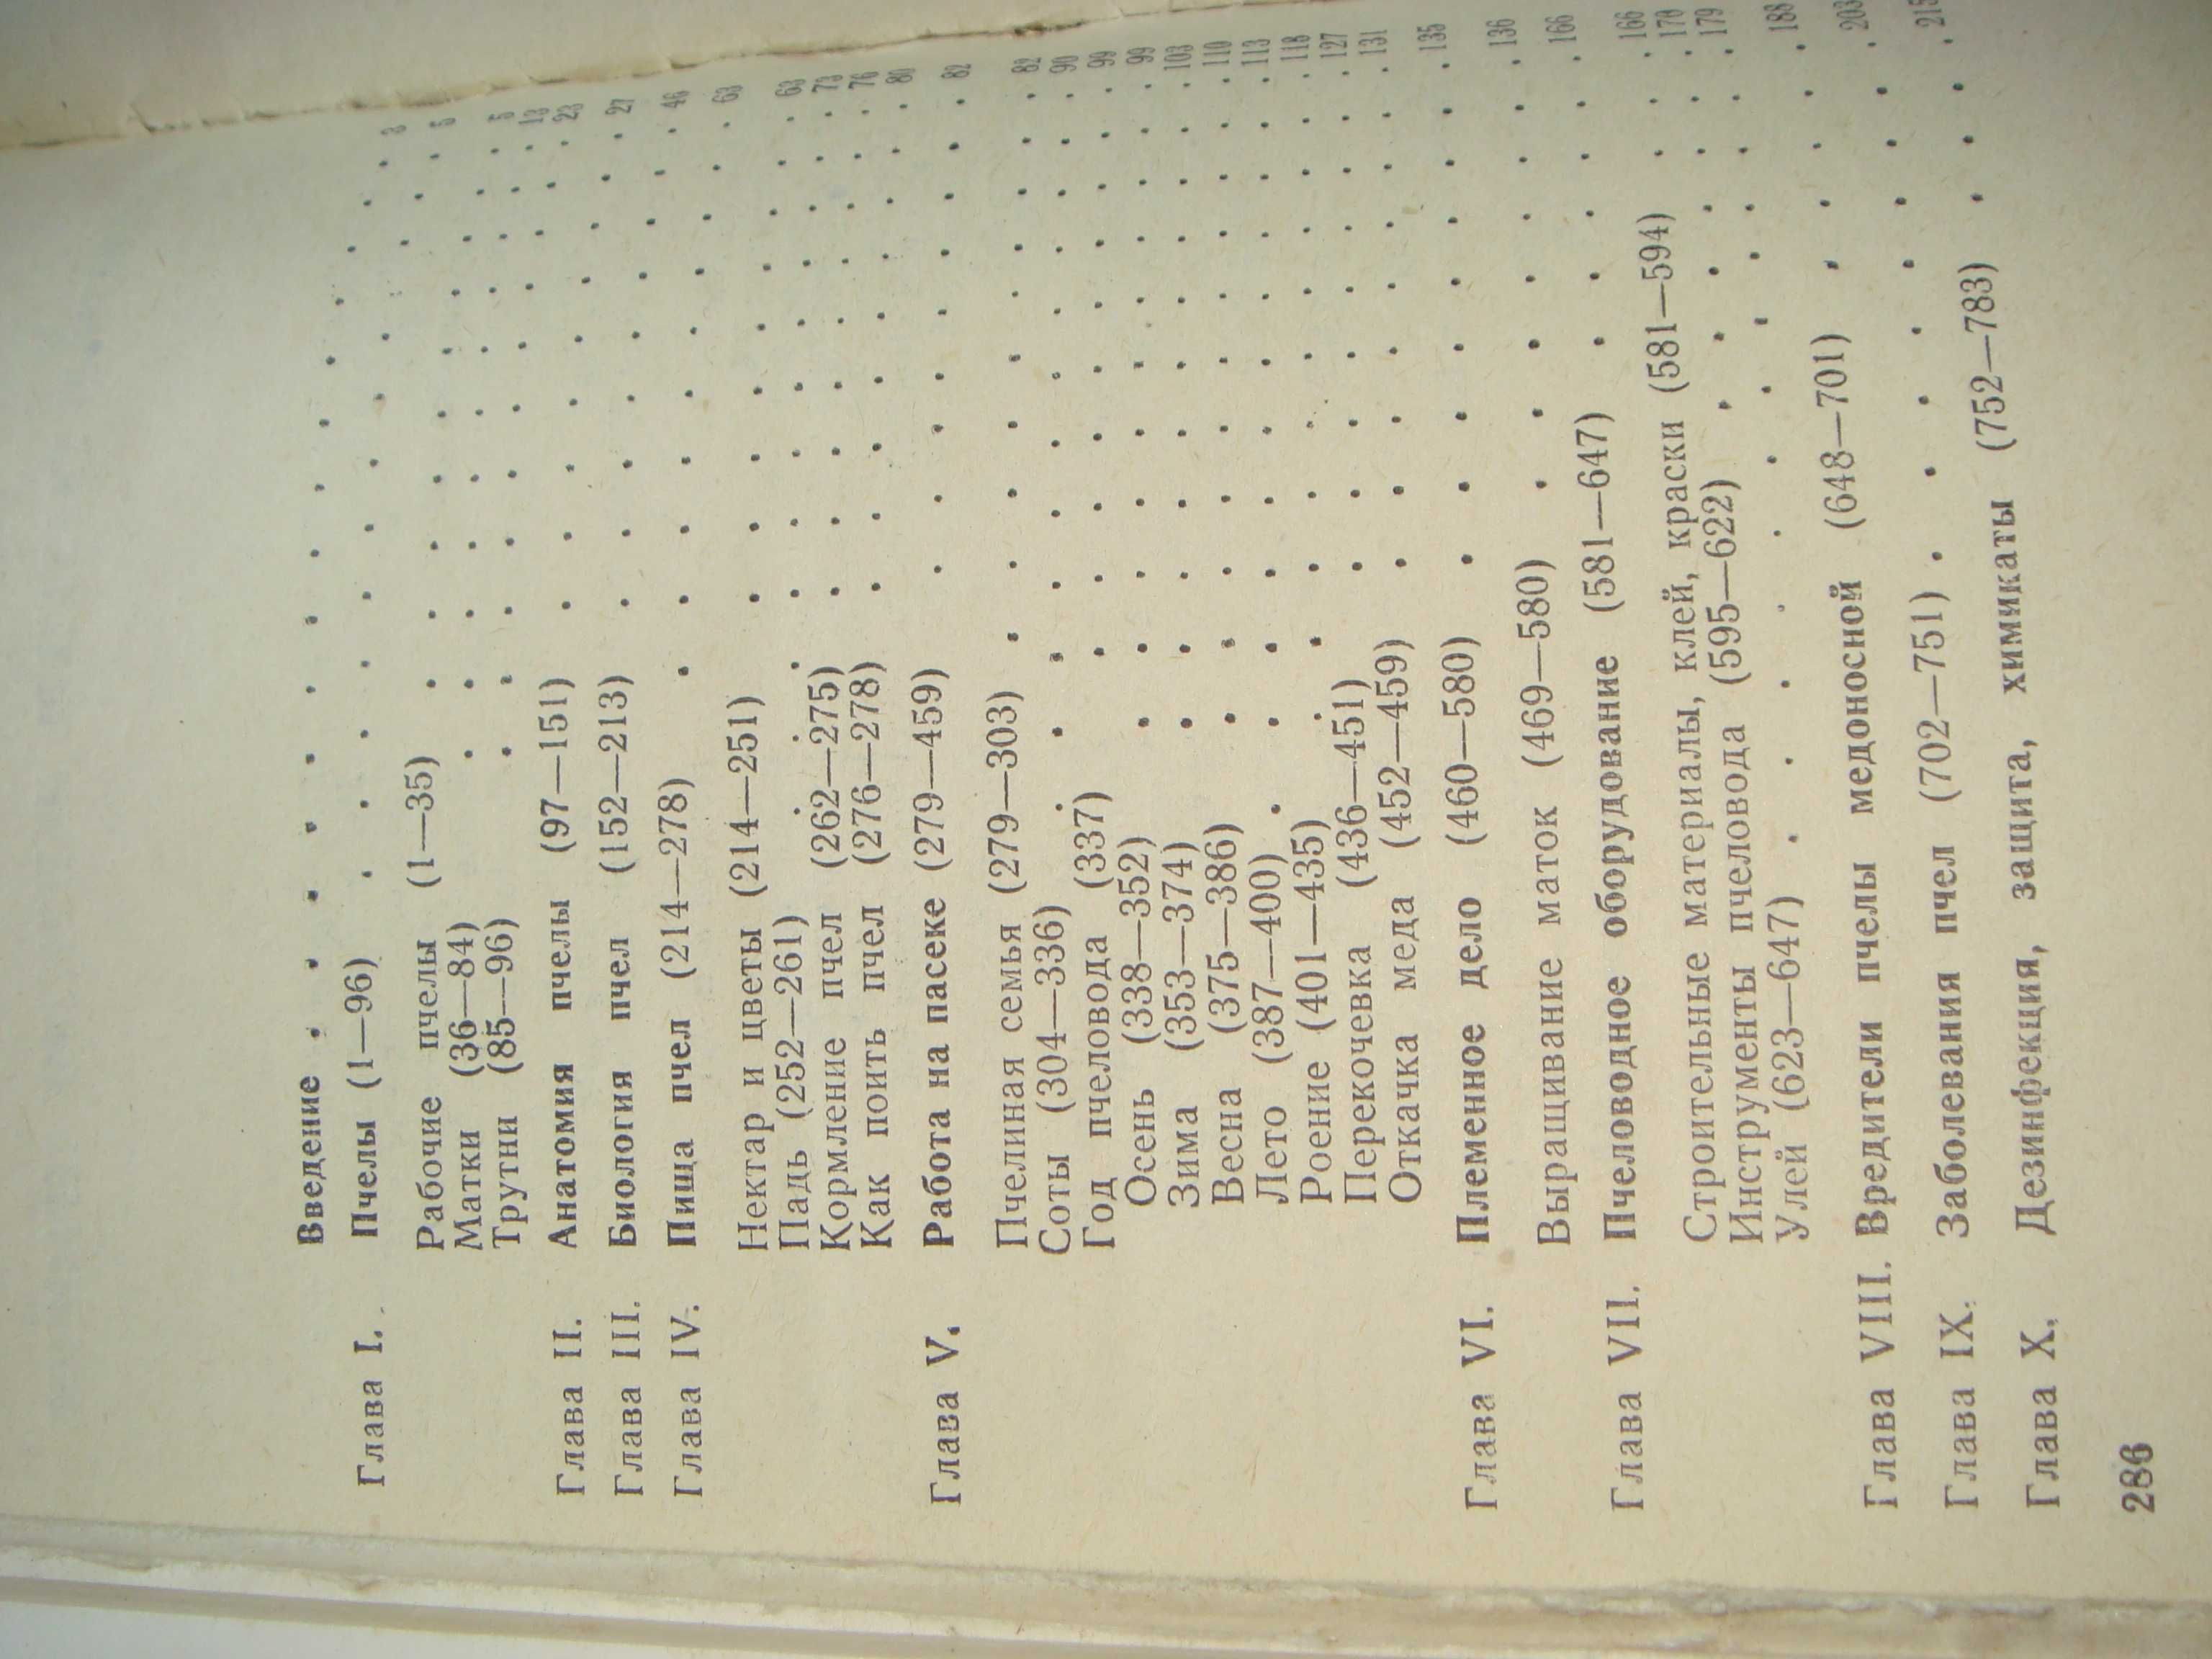 Введение . . . . . . . . . . . . . . 3
Глава I. Пчелы (1—96) . . . . . . . . . . . . 5
Рабочие пчелы (1—35) . . . . . . . . . 5
Матки (36—84) . . . . . . . . . . 13
Трутни (85—96) . . . . . . . . . . 23
Глава II. Анатомия пчелы (97—151) . . . . . . . . 27
Глава III. Биология пчел (152—213) . . . . . . . . 46
Глава IV. Пища пчел (214—278) . . . . . . . . . 63
Нектар и цветы (214—251) . . . . . . . . 63
Падь (252—261) . . . . . . . . . . . 73
Кормление пчел (262—275) . . . . . . . . 76
Как поить пчел (276—278) . . . . . . . . 80
Глава V. Работа на пасеке (279—459) . . . . . . . . 82
Пчелиная семья (279—303) . . . . . . . . . 82
Соты (304—336) . . . . . . . . . . . 90
Год пчеловода (337) . . . . . . . . . 99
Осень (338—352) . . . . . . . . . . 99
Зима (353—374) . . . . . . . . . . 103
Весна (375—386) . . . . . . . . . . 110
Лето (387—400) . . . . . . . . . . . 113
Роение (401—435) . . . . . . . . . . 118
Перекочевка (436—451) . . . . . . . . 127
Откачка меда (452—459) . . . . . . . . 131
Глава VI. Племенное дело (460—580) . . . . . . . . 135
Выращивание маток (469—580) . . . . . . . 136
Глава VII. Пчеловодное оборудование (581—647) . . . . . 166
Строительные материалы, клей, краски (581—594) . . . 166
Инструменты пчеловода (595—622) . . . . . . 170
Улей (623—647) . . . . . . . . . . . . 179
Глава VIII. Вредители пчелы медоносной (648—701) . . . . 188
Глава IX. Заболевания пчел (702—751) . . . . . . . . 203
Глава X. Дезинфекция, защита, химикаты (752—783) . . . . 215
286